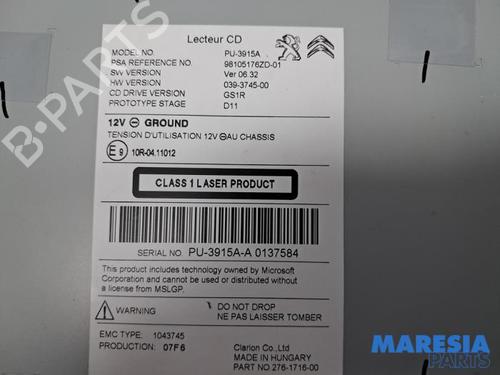 Lecteur CD
MODEL NO. PU-3915A
PSA REFERENCE NO. 98105176ZD-01
SW VERSION Ver 06.32
HW VERSION 039-3745-00
CD DRIVE VERSION GS1R
PROTOTYPE STAGE D11
12V ⊖ GROUND
TENSION D'UTILISATION 12V ⊖AU CHASSIS
E9 10R-04.11012
CLASS 1 LASER PRODUCT
SERIAL NO. PU-3915A-A 0137584
This product includes technology owned by Microsoft
Corporation and cannot be used or distributed without
a license from MSLGP.
WARNING
DO NOT DROP
NE PAS LAISSER TOMBER
EMC TYPE: 1043745
PRODUCTION: 07F6
Clarion Co.,Ltd
MADE IN HUNGARY
PART NO 276-1716-00
MARESIA
AUTO RECYCLING
B-PARTS